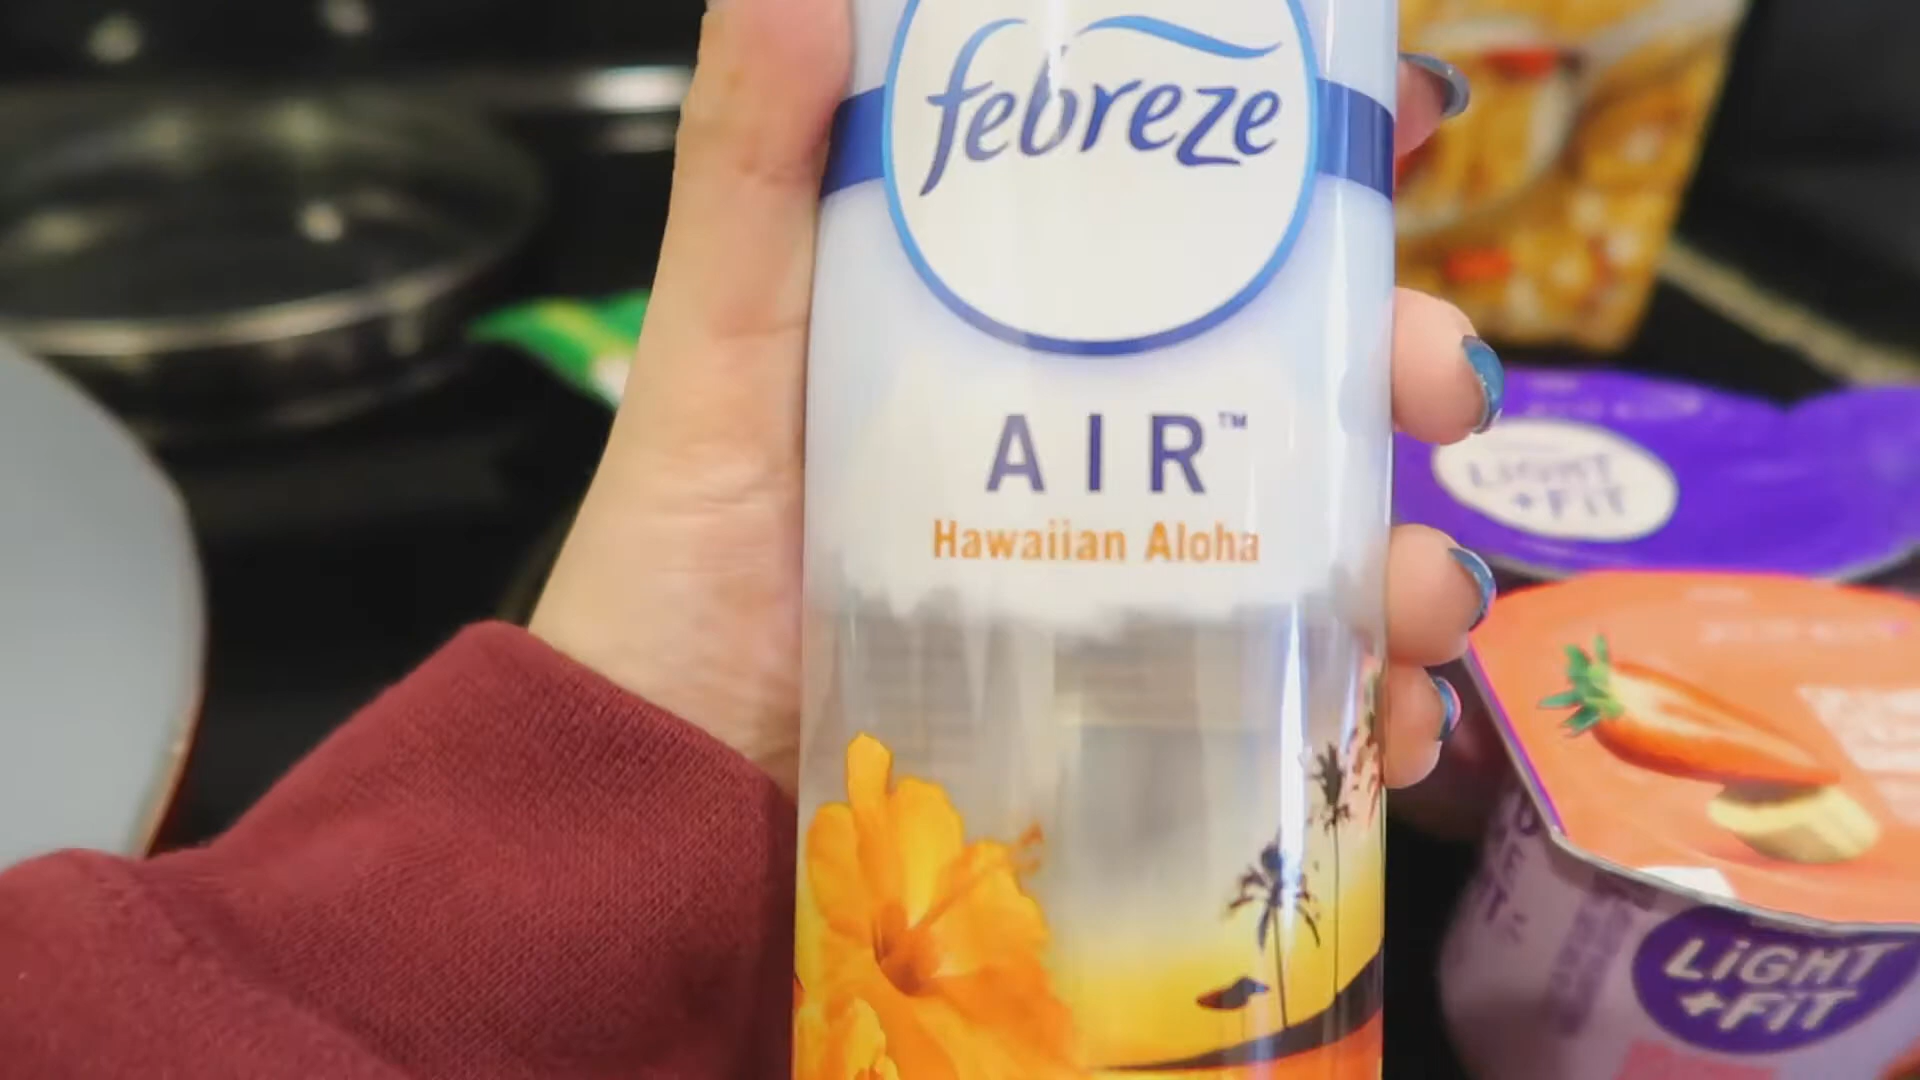 febreze
AIR™
Hawaiian Aloha
LiGHT
+FiT
LiGHT
+FiT